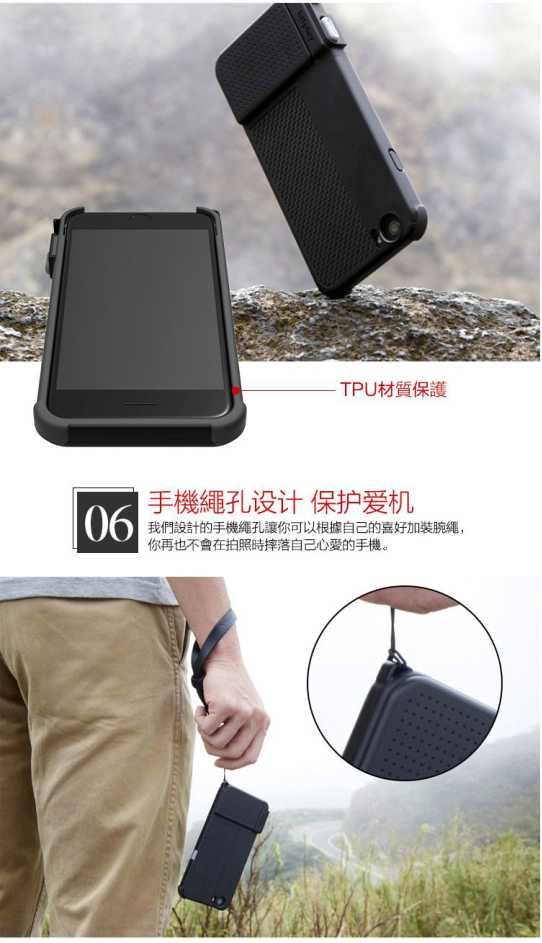 TPU材質保護
06
手機繩孔设计 保护爱机
我們設計的手機繩孔讓你可以根據自己的喜好加裝腕繩，
你再也不會在拍照時摔落自己心愛的手機。